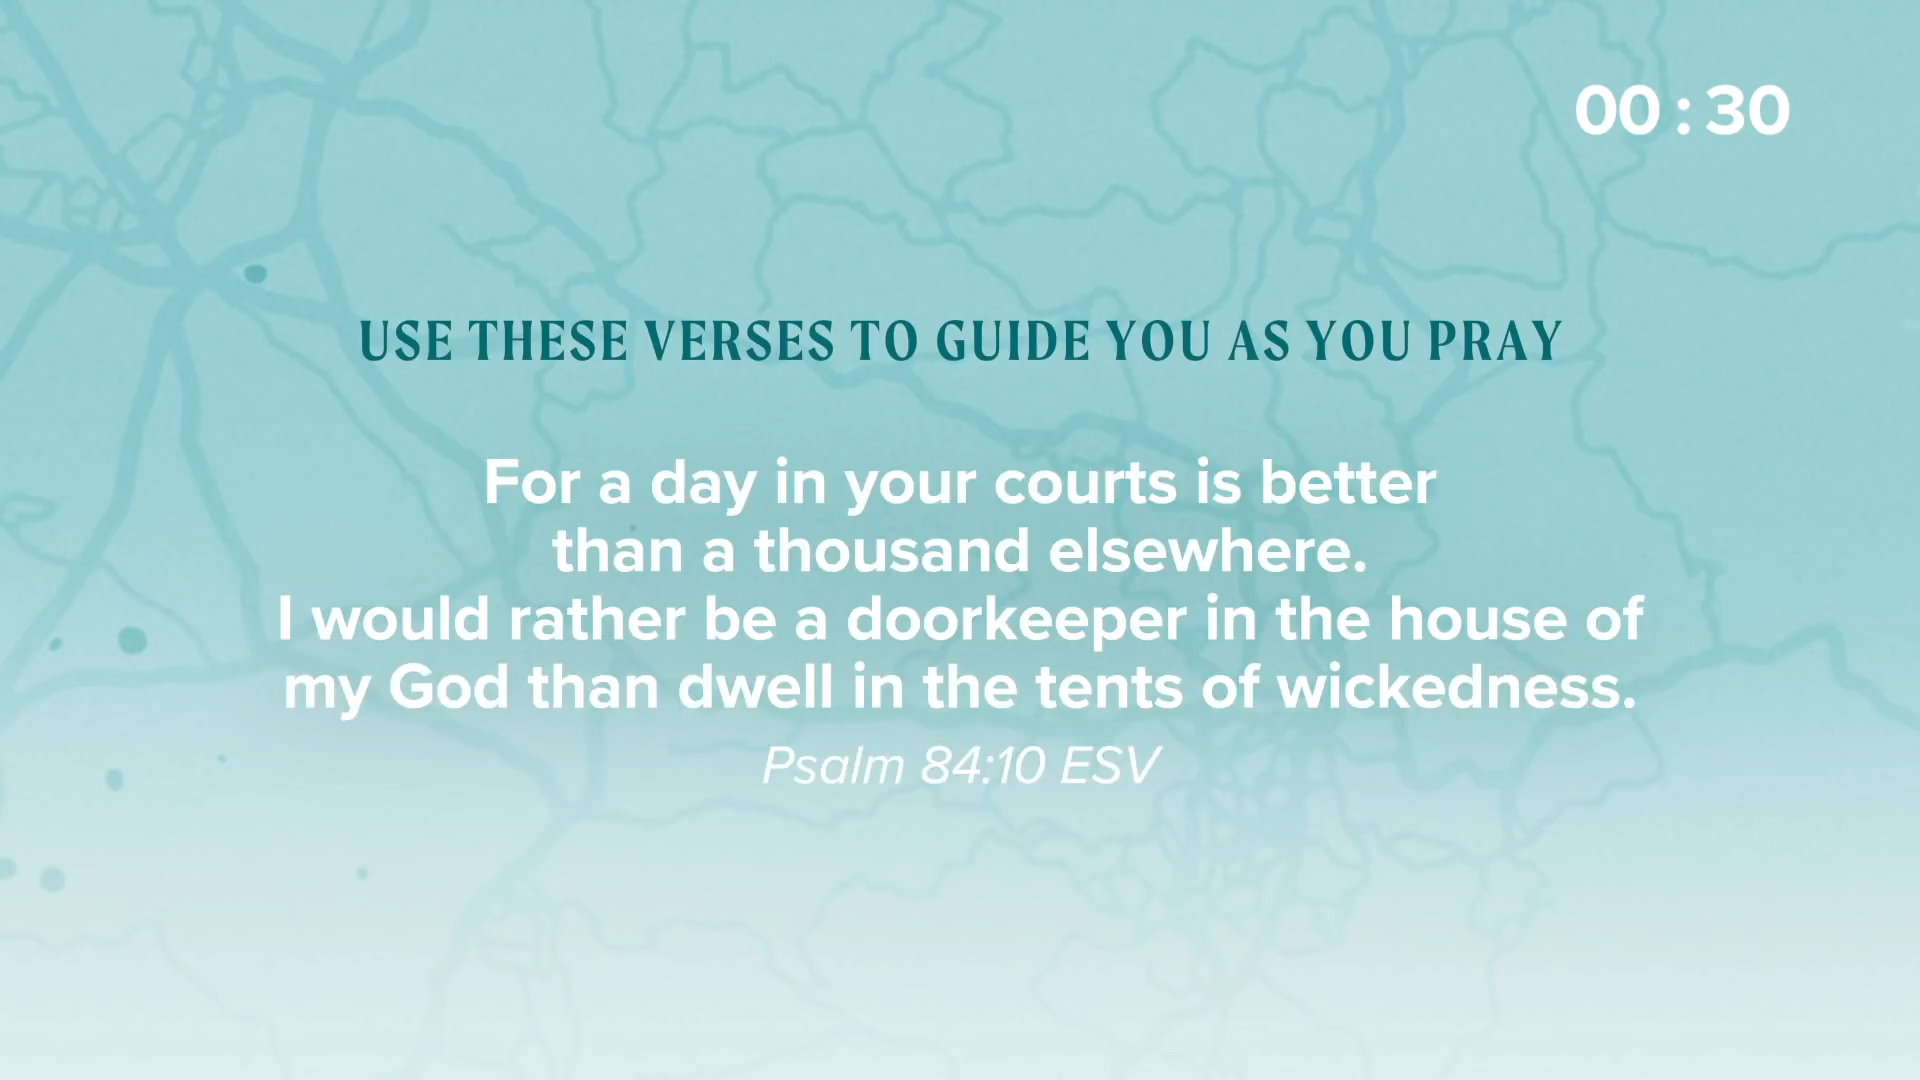 00 : 30
USE THESE VERSES TO GUIDE YOU AS YOU PRAY
For a day in your courts is better
than a thousand elsewhere.
I would rather be a doorkeeper in the house of
my God than dwell in the tents of wickedness.
Psalm 84:10 ESV